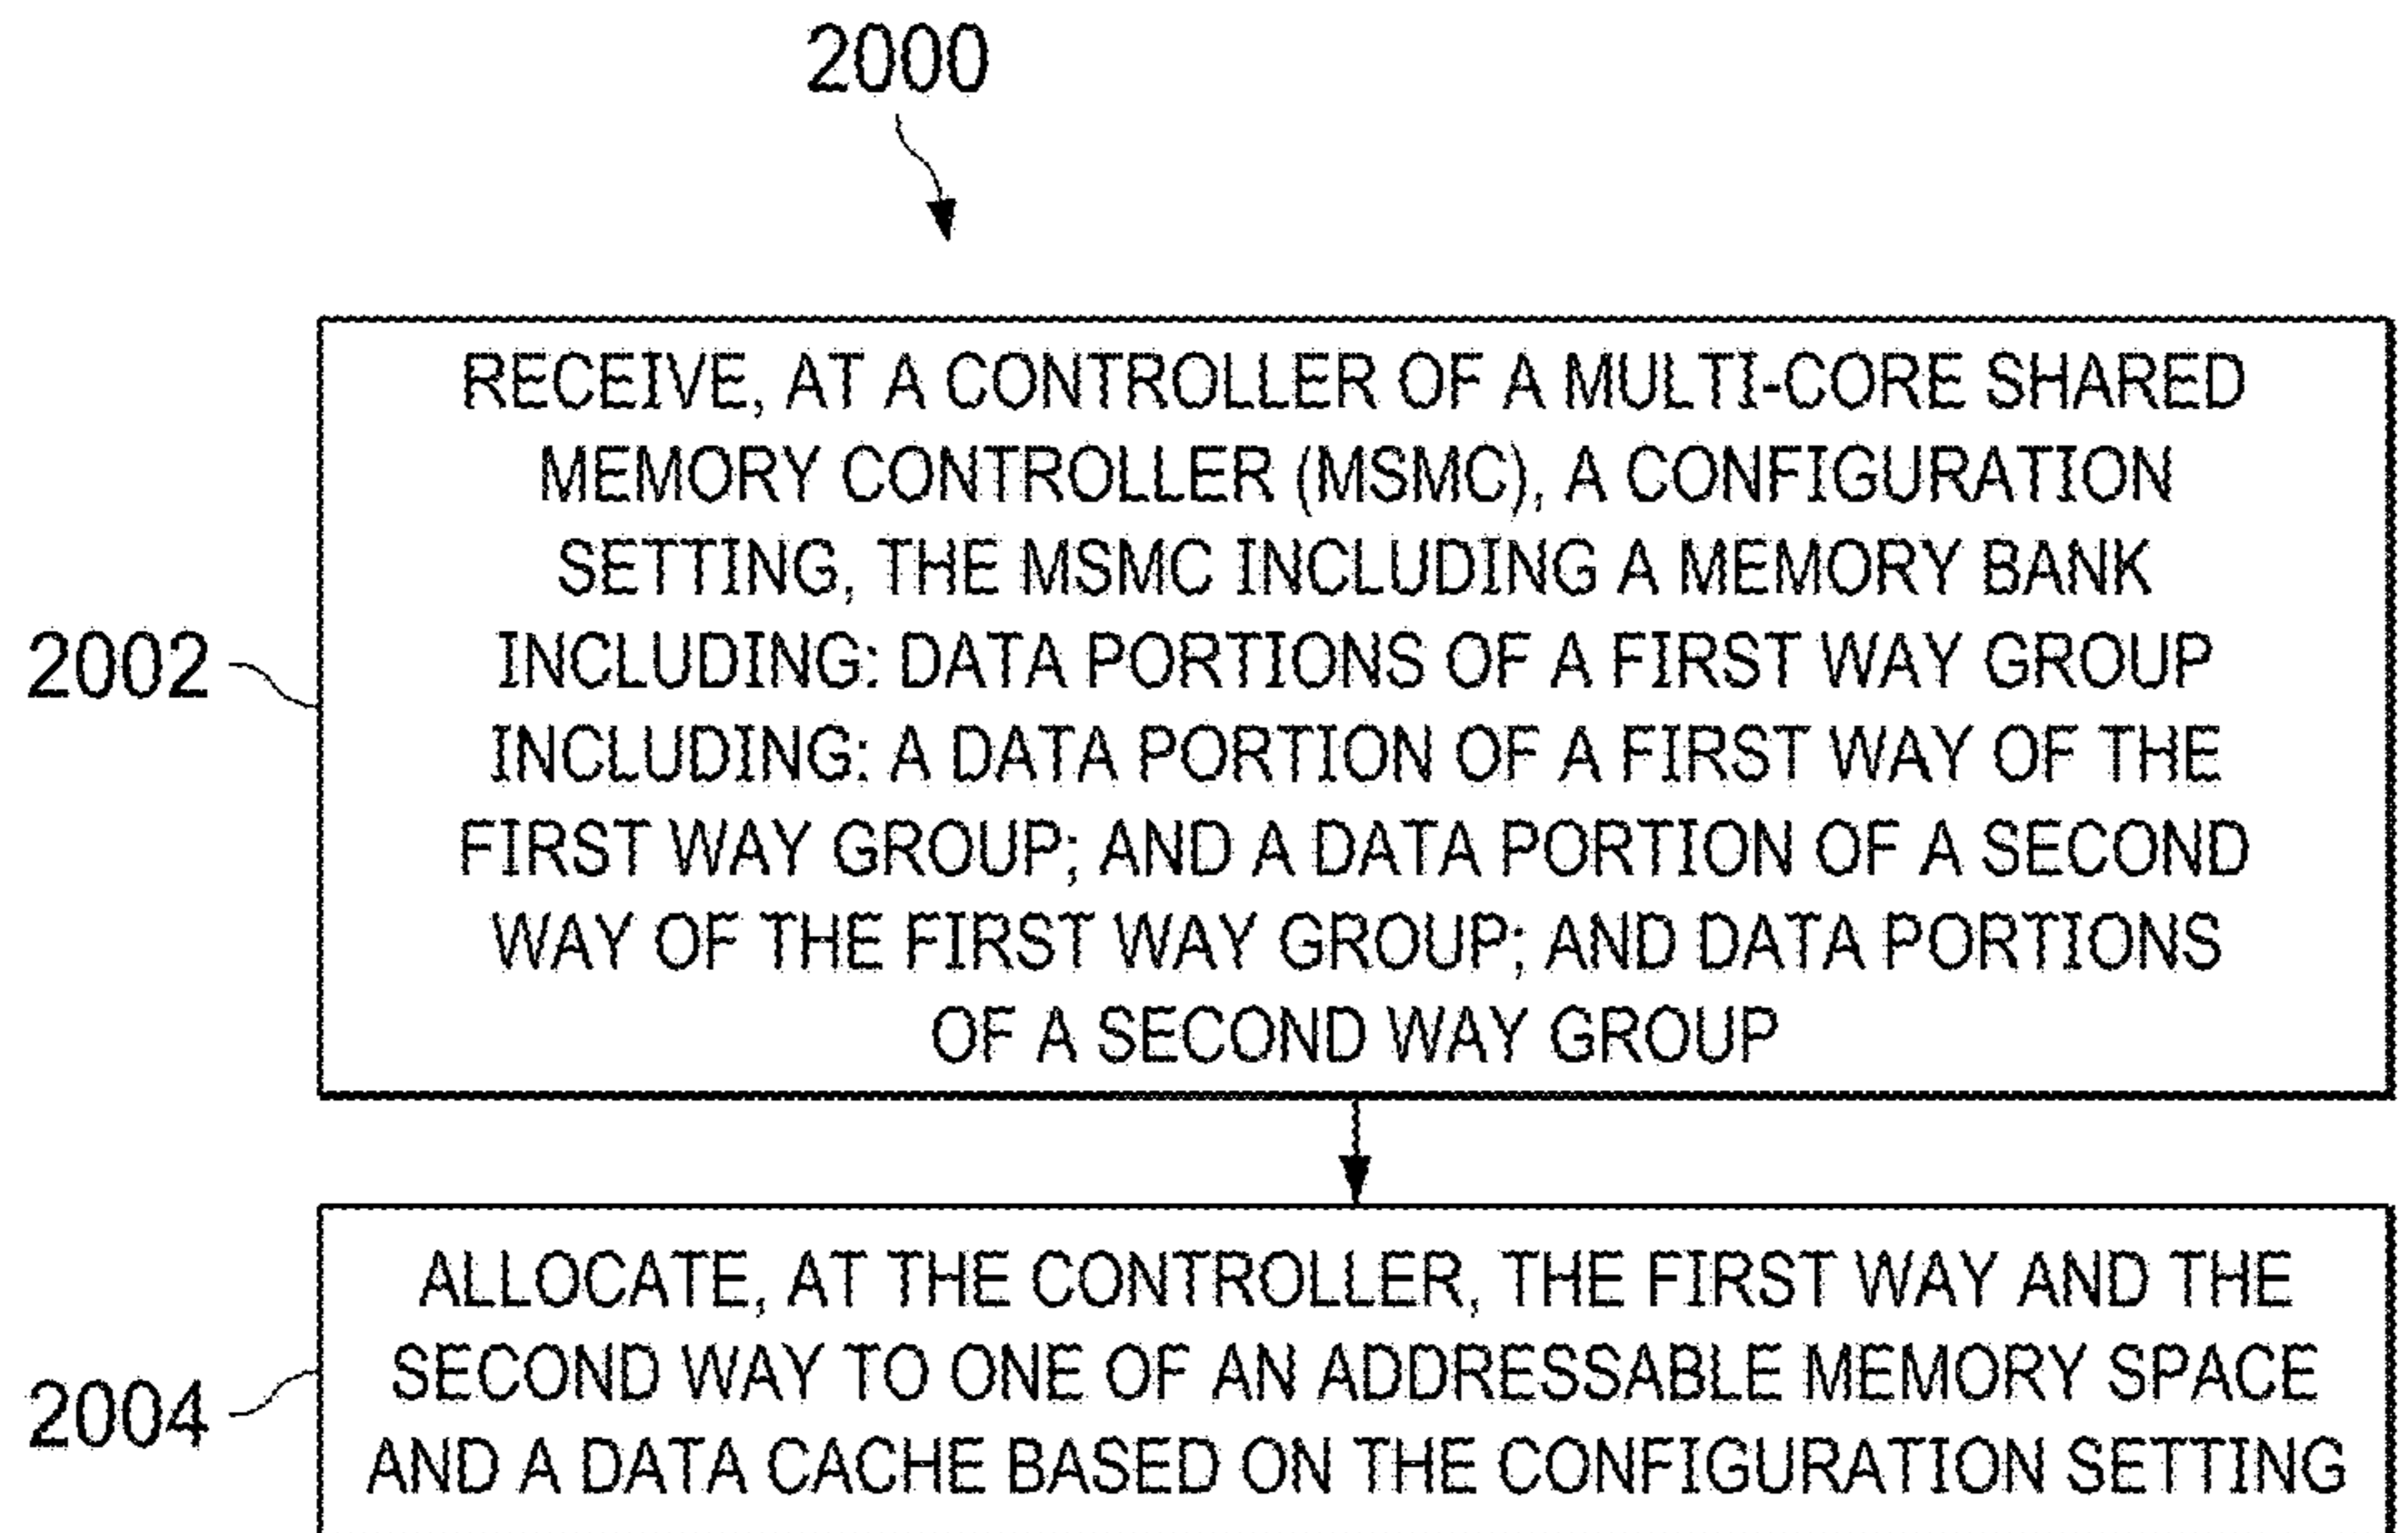 2000
RECEIVE, AT A CONTROLLER OF A MULTI-CORE SHARED
MEMORY CONTROLLER (MSMC), A CONFIGURATION
SETTING, THE MSMC INCLUDING A MEMORY BANK
INCLUDING: DATA PORTIONS OF A FIRST WAY GROUP
INCLUDING: A DATA PORTION OF A FIRST WAY OF THE
FIRST WAY GROUP; AND A DATA PORTION OF A SECOND
WAY OF THE FIRST WAY GROUP; AND DATA PORTIONS
OF A SECOND WAY GROUP
2002
ALLOCATE, AT THE CONTROLLER, THE FIRST WAY AND THE
SECOND WAY TO ONE OF AN ADDRESSABLE MEMORY SPACE
AND A DATA CACHE BASED ON THE CONFIGURATION SETTING
2004